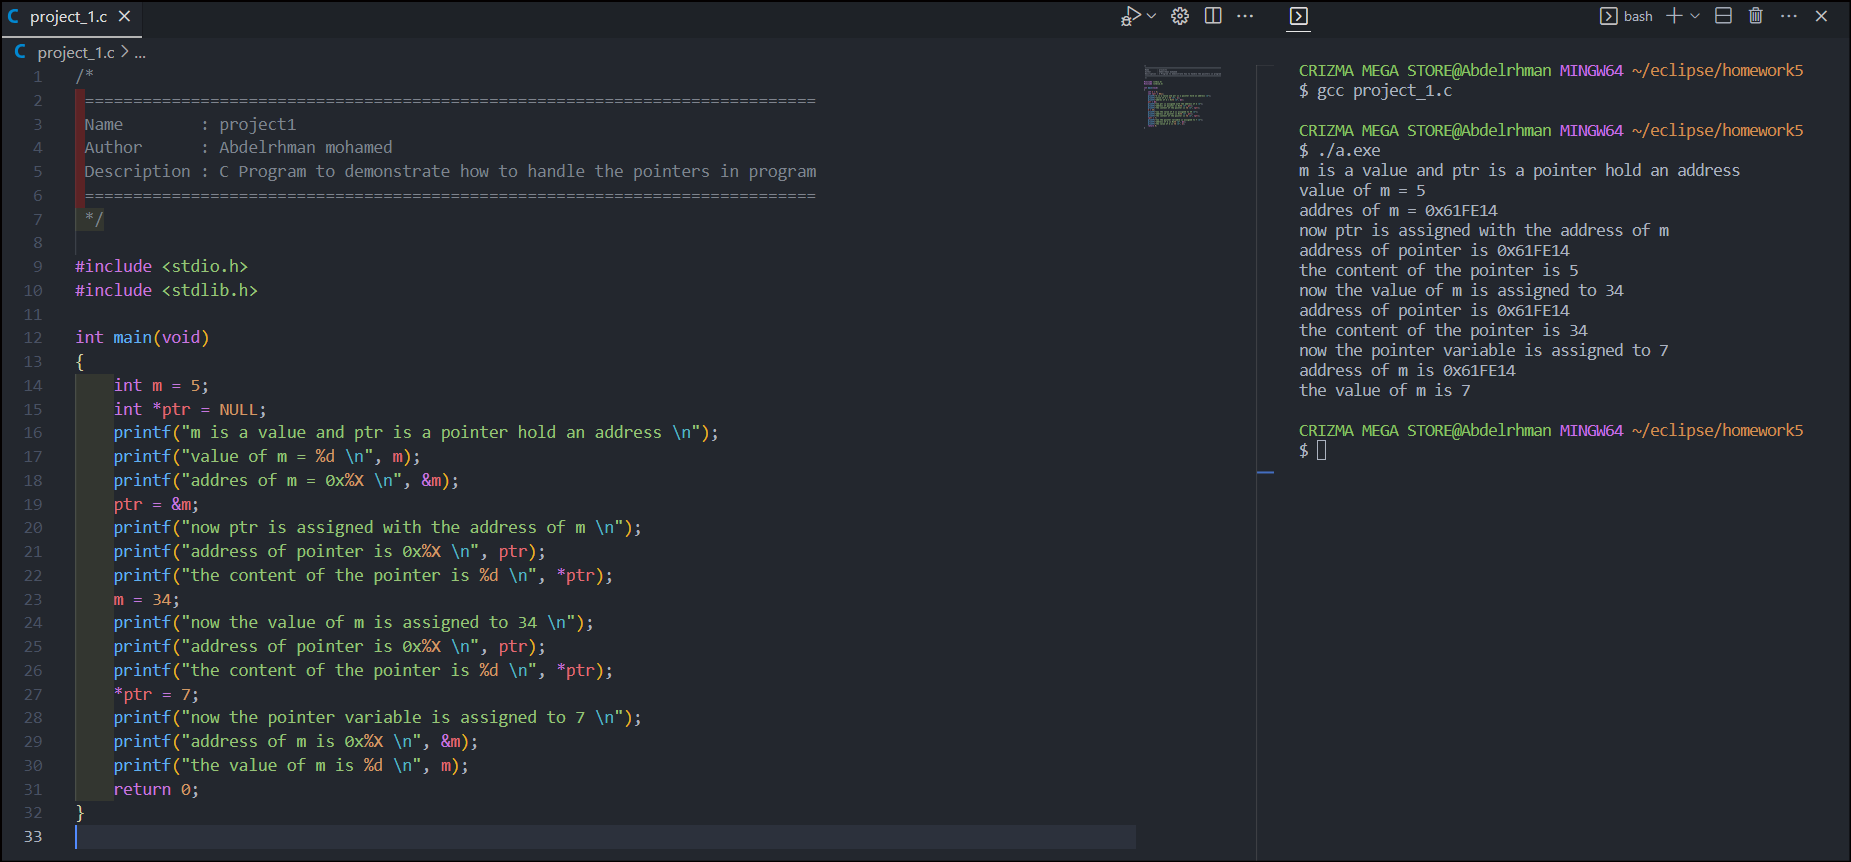 C project_1.c ×
bash
C project_1.c > ...
1 /*
2 ============================================================================
3 Name        : project1
4 Author      : Abdelrhman mohamed
5 Description : C Program to demonstrate how to handle the pointers in program
6 ============================================================================
7 */
8
9 #include <stdio.h>
10 #include <stdlib.h>
11
12 int main(void)
13 {
14     int m = 5;
15     int *ptr = NULL;
16     printf("m is a value and ptr is a pointer hold an address \n");
17     printf("value of m = %d \n", m);
18     printf("addres of m = 0x%X \n", &m);
19     ptr = &m;
20     printf("now ptr is assigned with the address of m \n");
21     printf("address of pointer is 0x%X \n", ptr);
22     printf("the content of the pointer is %d \n", *ptr);
23     m = 34;
24     printf("now the value of m is assigned to 34 \n");
25     printf("address of pointer is 0x%X \n", ptr);
26     printf("the content of the pointer is %d \n", *ptr);
27     *ptr = 7;
28     printf("now the pointer variable is assigned to 7 \n");
29     printf("address of m is 0x%X \n", &m);
30     printf("the value of m is %d \n", m);
31     return 0;
32 }
33
CRIZMA MEGA STORE@Abdelrhman MINGW64 ~/eclipse/homework5
$ gcc project_1.c
CRIZMA MEGA STORE@Abdelrhman MINGW64 ~/eclipse/homework5
$ ./a.exe
m is a value and ptr is a pointer hold an address
value of m = 5
addres of m = 0x61FE14
now ptr is assigned with the address of m
address of pointer is 0x61FE14
the content of the pointer is 5
now the value of m is assigned to 34
address of pointer is 0x61FE14
the content of the pointer is 34
now the pointer variable is assigned to 7
address of m is 0x61FE14
the value of m is 7
CRIZMA MEGA STORE@Abdelrhman MINGW64 ~/eclipse/homework5
$